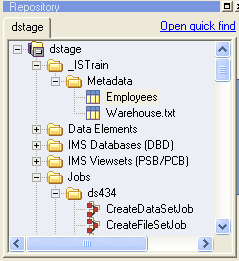 Repository
dstage
Open quick find
dstage
_ISTrain
Metadata
Employees
Warehouse.txt
Data Elements
IMS Databases (DBD)
IMS Viewsets (PSB/PCB)
Jobs
ds434
CreateDataSetJob
CreateFileSetJob